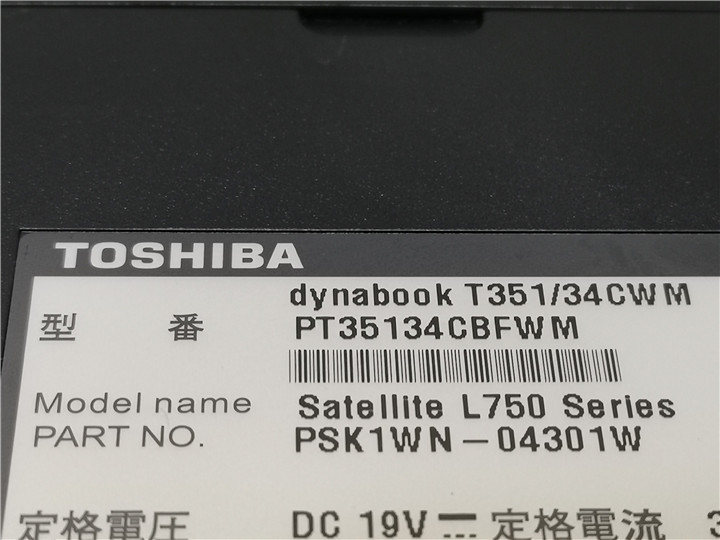 TOSHIBA
dynabook T351/34CWM
型 番 PT35134CBFWM
Model name Satellite L750 Series
PART NO. PSK1WN-04301W
定格電圧 DC 19V ⎓ 定格電流 3